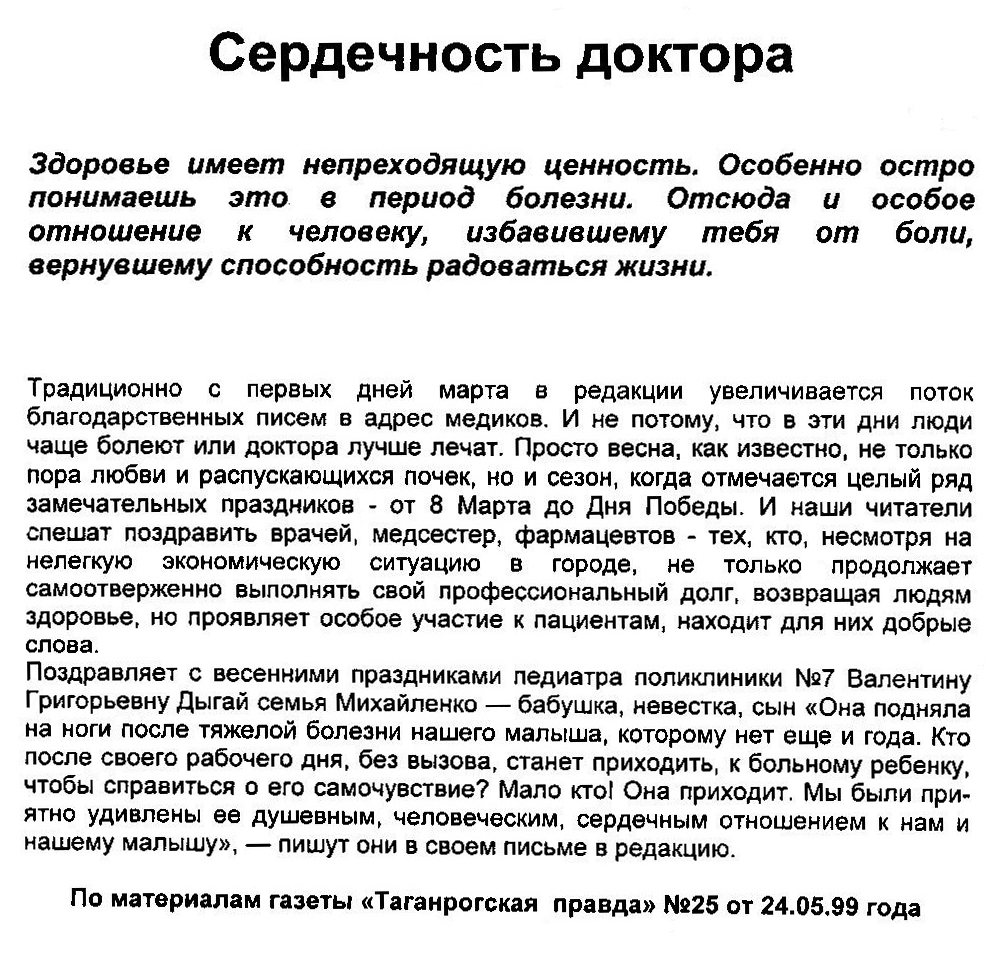 Сердечность доктора
Здоровье имеет непреходящую ценность. Особенно остро
понимаешь это в период болезни. Отсюда и особое
отношение к человеку, избавившему тебя от боли,
вернувшему способность радоваться жизни.
Традиционно с первых дней марта в редакции увеличивается поток
благодарственных писем в адрес медиков. И не потому, что в эти дни люди
чаще болеют или доктора лучше лечат. Просто весна, как известно, не только
пора любви и распускающихся почек, но и сезон, когда отмечается целый ряд
замечательных праздников - от 8 Марта до Дня Победы. И наши читатели
спешат поздравить врачей, медсестер, фармацевтов - тех, кто, несмотря на
нелегкую экономическую ситуацию в городе, не только продолжает
самоотверженно выполнять свой профессиональный долг, возвращая людям
здоровье, но проявляет особое участие к пациентам, находит для них добрые
слова.
Поздравляет с весенними праздниками педиатра поликлиники №7 Валентину
Григорьевну Дыгай семья Михайленко — бабушка, невестка, сын «Она подняла
на ноги после тяжелой болезни нашего малыша, которому нет еще и года. Кто
после своего рабочего дня, без вызова, станет приходить, к больному ребенку,
чтобы справиться о его самочувствие? Мало кто! Она приходит. Мы были при-
ятно удивлены ее душевным, человеческим, сердечным отношением к нам и
нашему малышу», — пишут они в своем письме в редакцию.
По материалам газеты «Таганрогская правда» №25 от 24.05.99 года